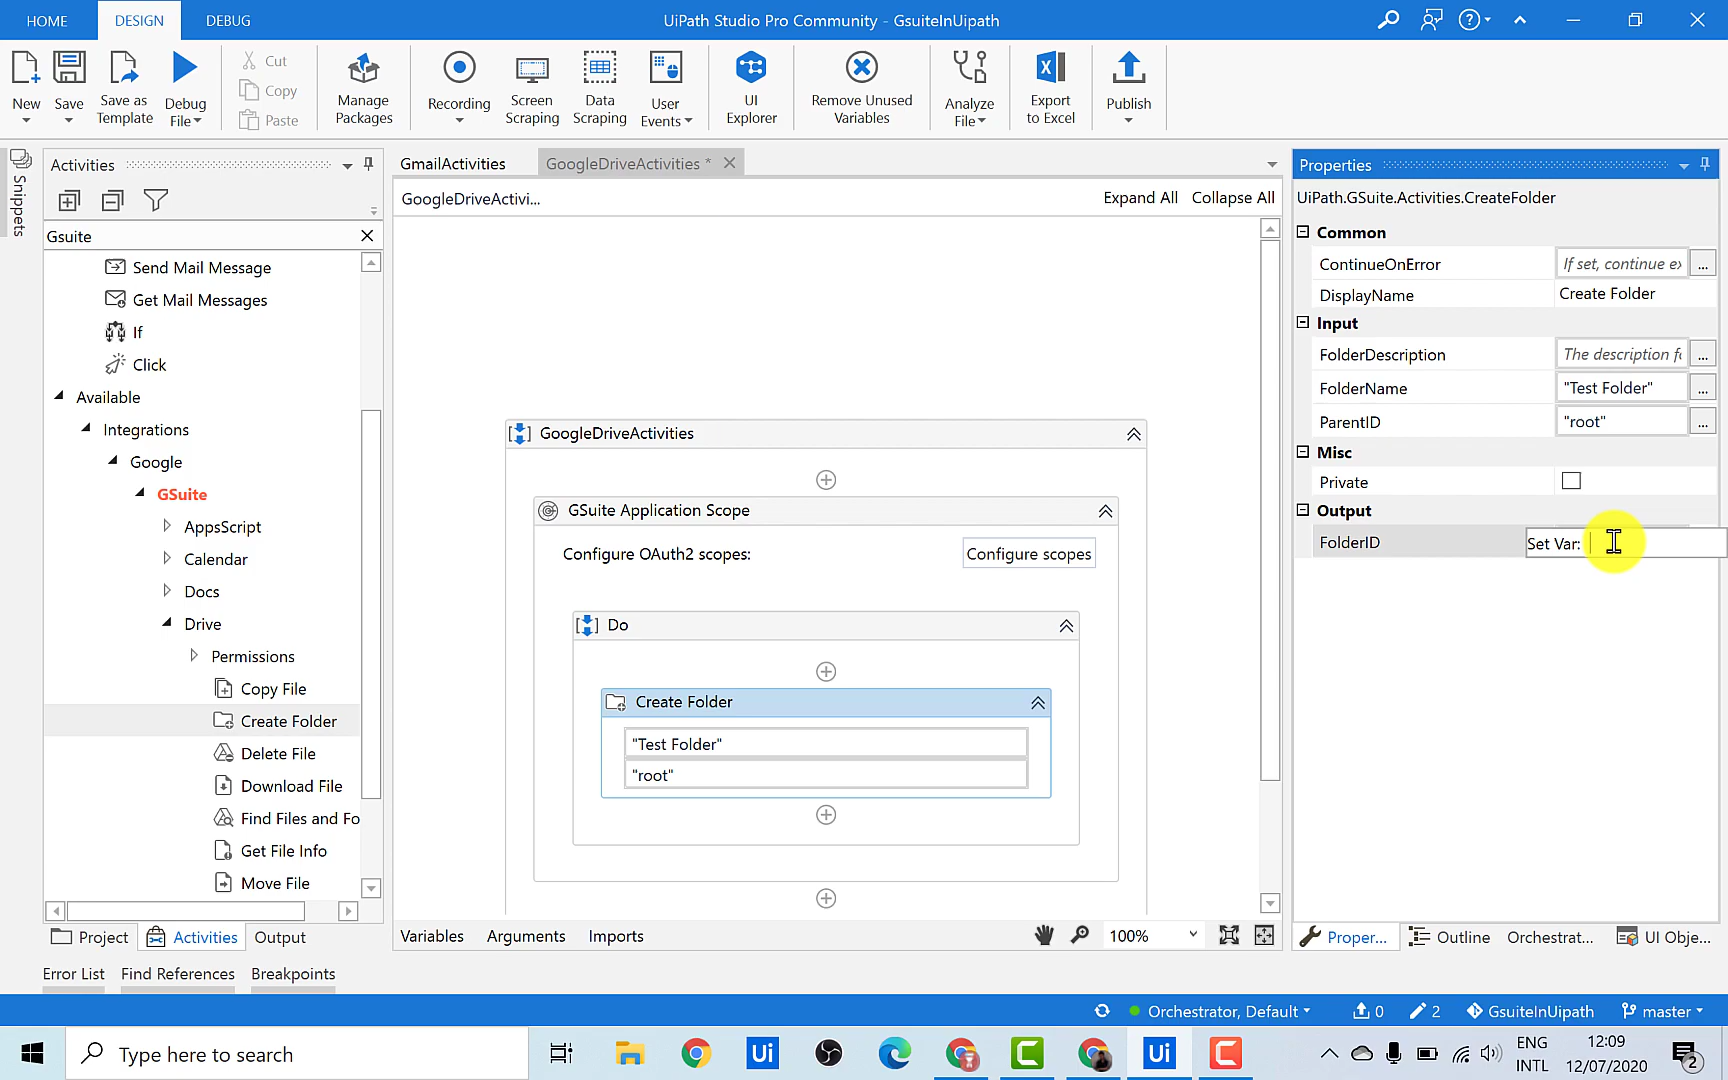 HOME
DESIGN
DEBUG
UiPath Studio Pro Community - GsuiteInUipath
New
Save
Save as
Template
Debug
File
Cut
Copy
Paste
Manage
Packages
Recording
Screen
Scraping
Data
Scraping
User
Events
UI
Explorer
Remove Unused
Variables
Analyze
File
Export
to Excel
Publish
Snippets
Activities
Gsuite
Send Mail Message
Get Mail Messages
If
Click
Available
Integrations
Google
GSuite
AppsScript
Calendar
Docs
Drive
Permissions
Copy File
Create Folder
Delete File
Download File
Find Files and Fo
Get File Info
Move File
Project
Activities
Output
Error List
Find References
Breakpoints
GmailActivities
GoogleDriveActivities *
GoogleDriveActivi...
Expand All
Collapse All
GoogleDriveActivities
GSuite Application Scope
Configure OAuth2 scopes:
Configure scopes
Do
Create Folder
"Test Folder"
"root"
Variables
Arguments
Imports
100%
Properties
UiPath.GSuite.Activities.CreateFolder
Common
ContinueOnError
If set, continue ex
...
DisplayName
Create Folder
Input
FolderDescription
The description fo
...
FolderName
"Test Folder"
...
ParentID
"root"
...
Misc
Private
Output
FolderID
Set Var:
Proper...
Outline
Orchestrat...
UI Obje...
Orchestrator, Default
0
2
GsuiteInUipath
master
Type here to search
Ui
Ui
ENG
INTL
12:09
12/07/2020
2